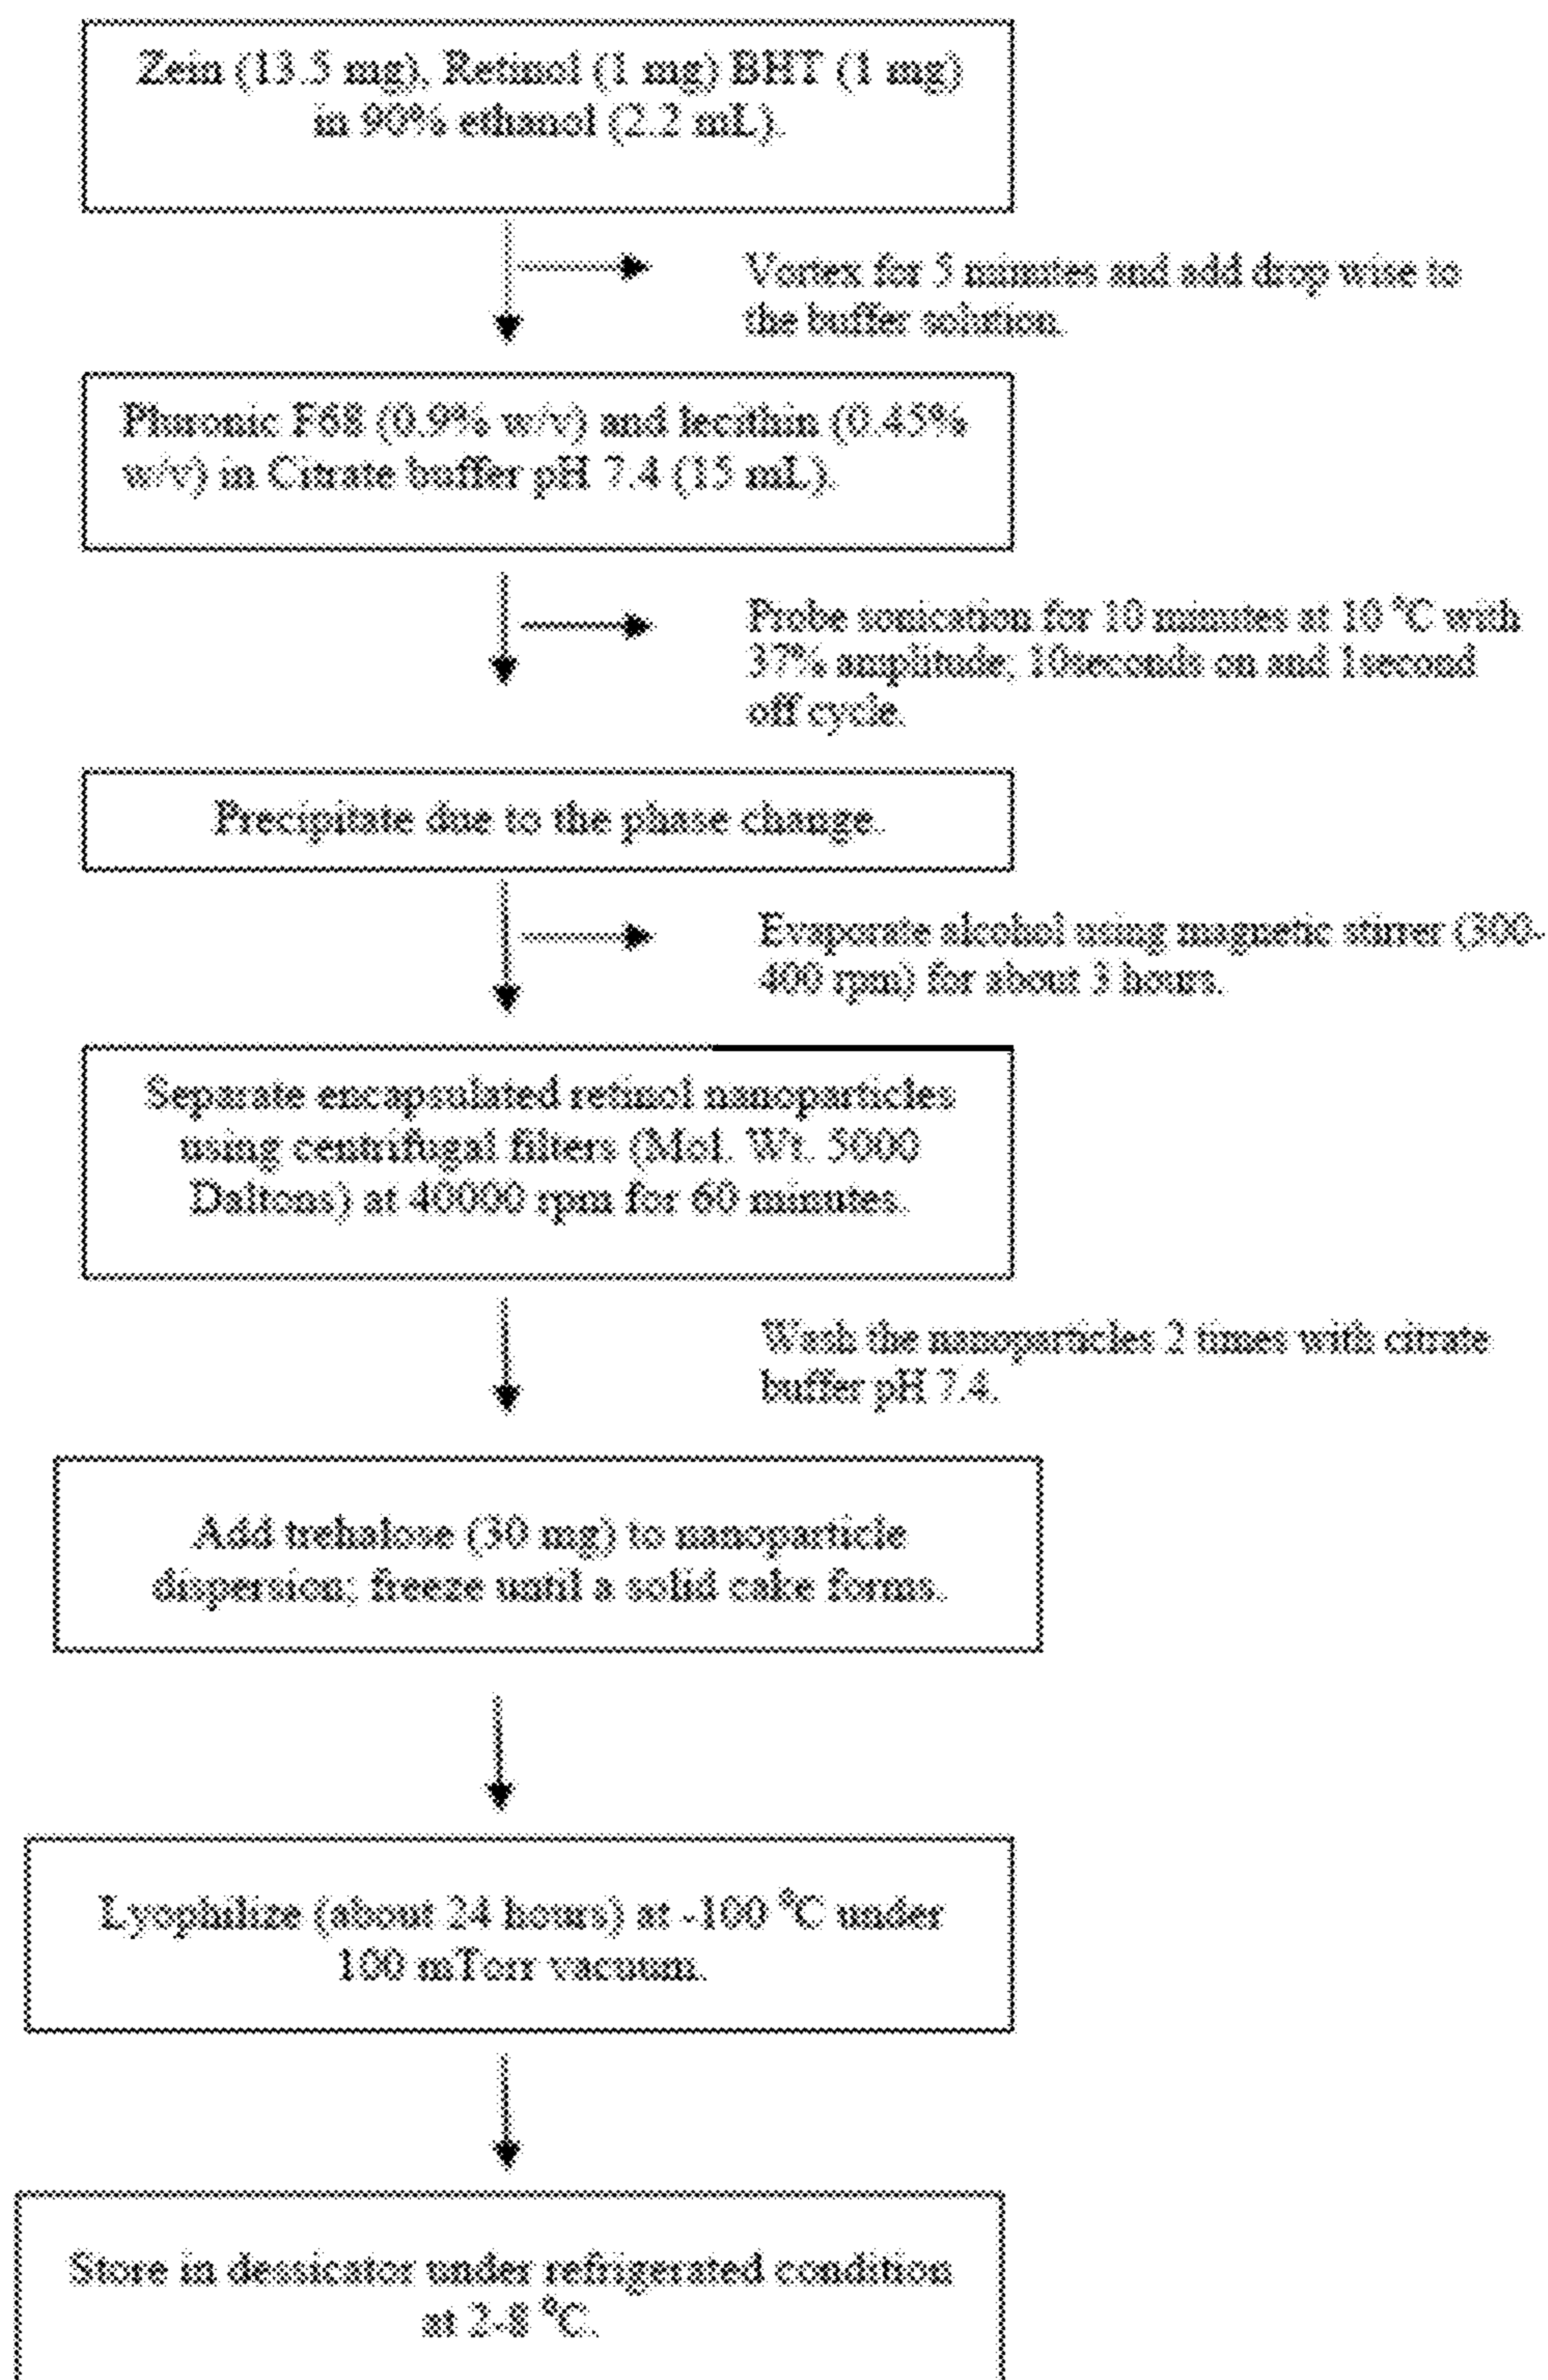 Zein (13.5 mg), Retinol (1 mg) BHT (1 mg)
in 90% ethanol (2.2 mL).
Vortex for 5 minutes and add drop wise to
the buffer solution.
Pluronic F68 (0.9% w/v) and lecithin (0.45%
w/v) in Citrate buffer pH 7.4 (15 mL).
Probe sonication for 10 minutes at 10 ⁰C with
37% amplitude; 10seconds on and 1second
off cycle.
Precipitate due to the phase change.
Evaporate alcohol using magnetic stirrer (300-
400 rpm) for about 3 hours.
Separate encapsulated retinol nanoparticles
using centrifugal filters (Mol. Wt. 5000
Daltons) at 40000 rpm for 60 minutes.
Wash the nanoparticles 2 times with citrate
buffer pH 7.4.
Add trehalose (30 mg) to nanoparticle
dispersion; freeze until a solid cake forms.
Lyophilize (about 24 hours) at -100 ⁰C under
100 mTorr vacuum.
Store in dessicator under refrigerated condition
at 2-8 ⁰C.